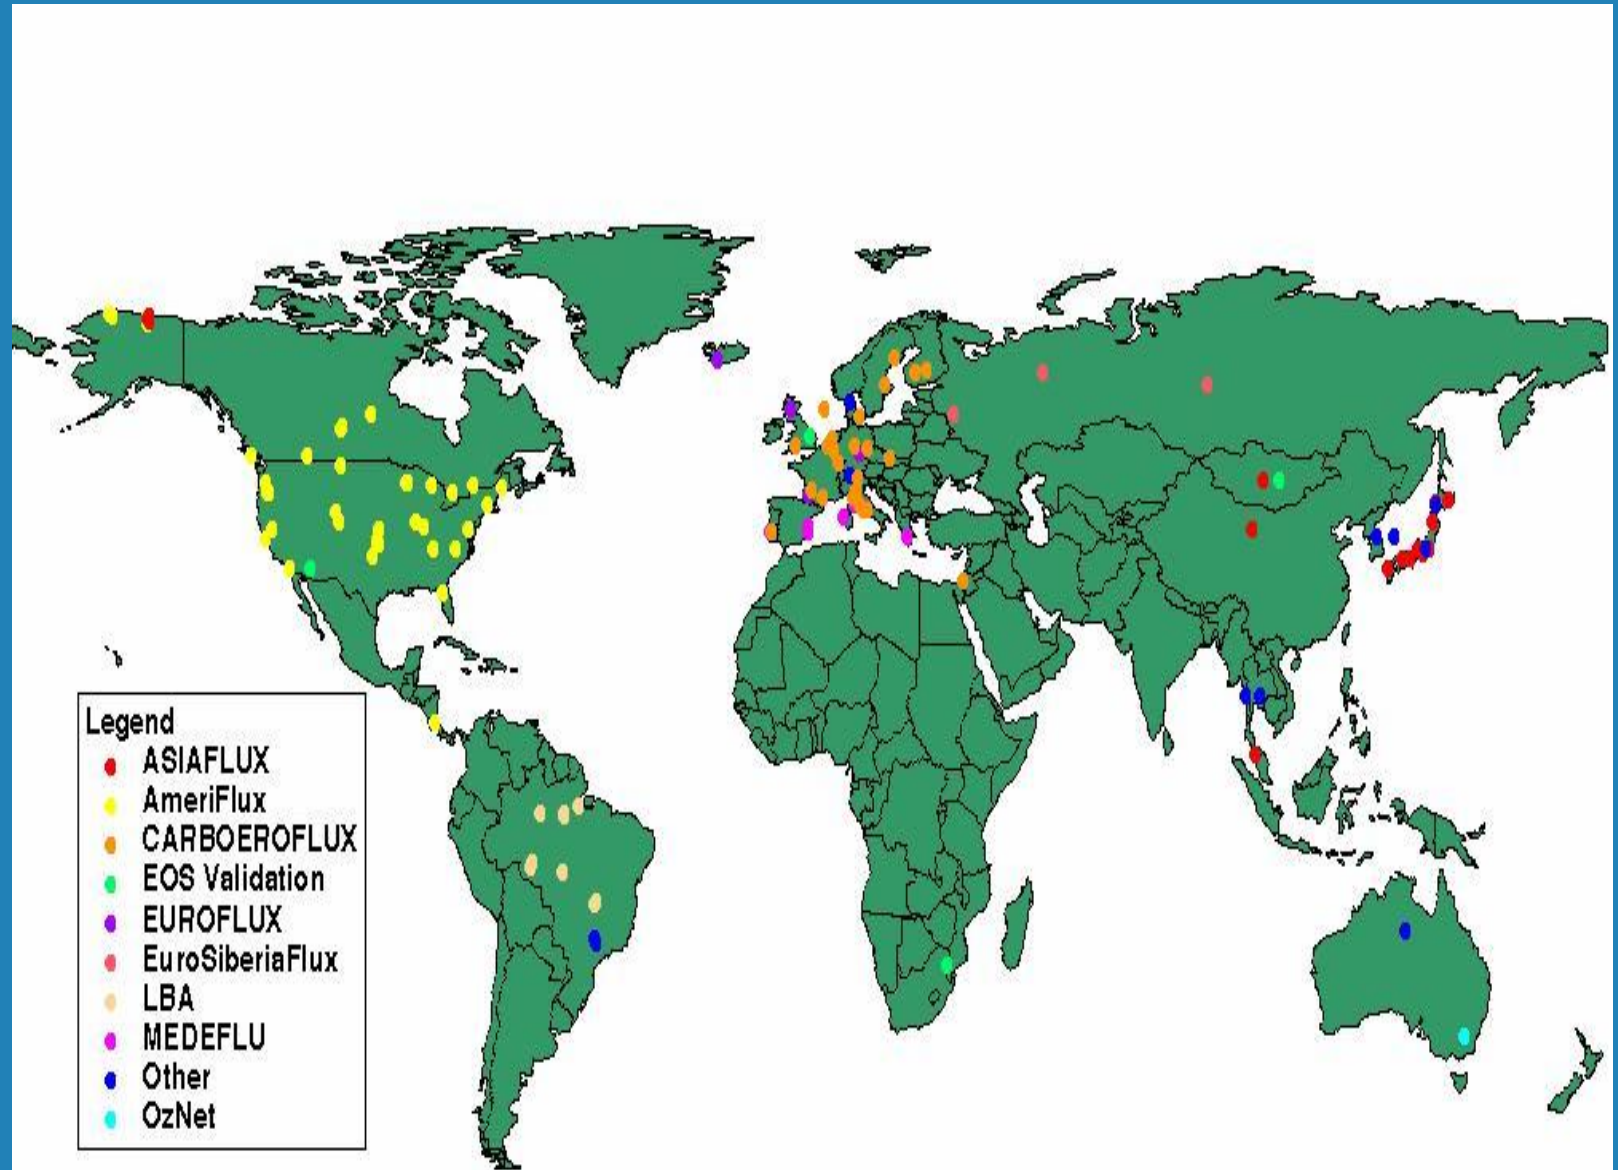 Legend
ASIAFLUX
AmeriFlux
CARBOEROFLUX
EOS Validation
EUROFLUX
EuroSiberiaFlux
LBA
MEDEFLU
Other
OzNet